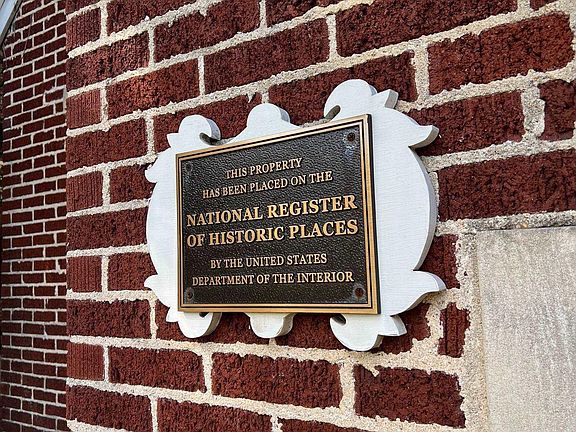 THIS PROPERTY
HAS BEEN PLACED ON THE
NATIONAL REGISTER
OF HISTORIC PLACES
BY THE UNITED STATES
DEPARTMENT OF THE INTERIOR